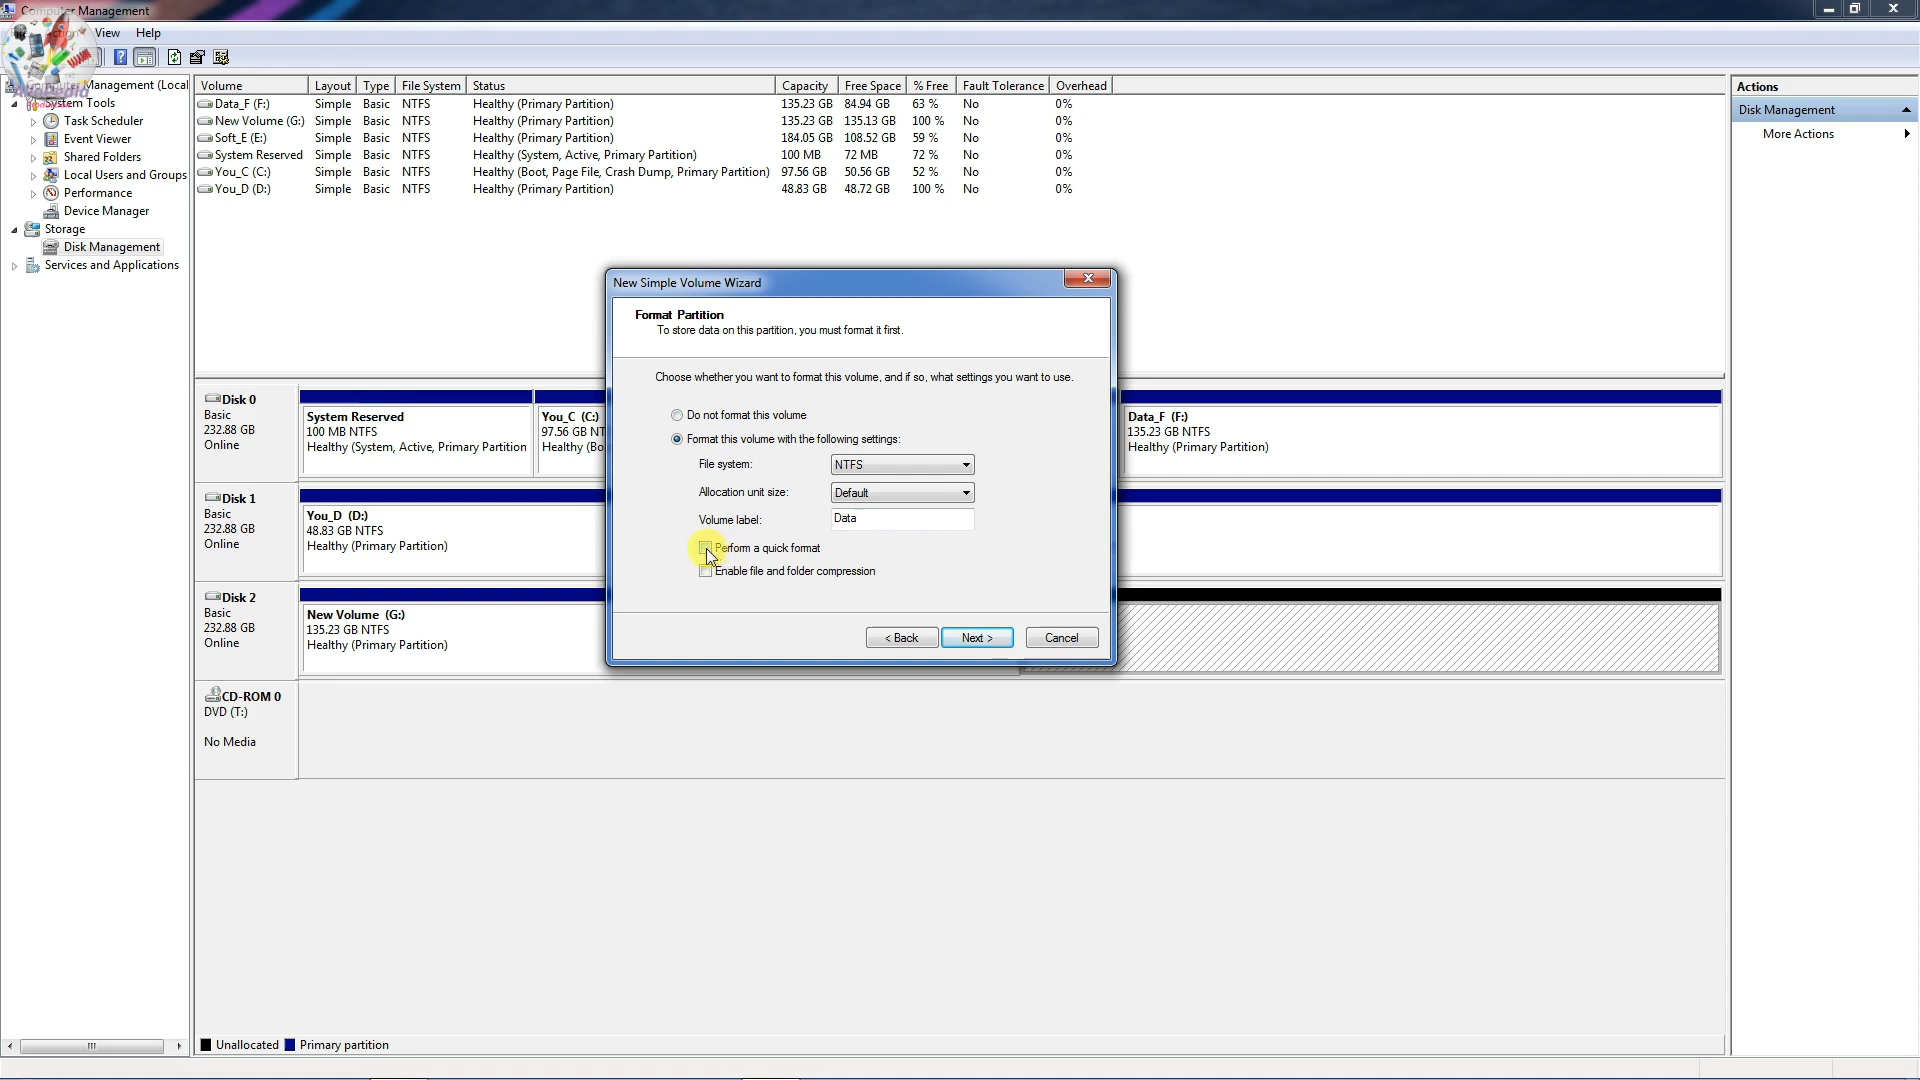 Computer Management
View Help
Computer Management (Local
System Tools
Task Scheduler
Event Viewer
Shared Folders
Local Users and Groups
Performance
Device Manager
Storage
Disk Management
Services and Applications
Volume Layout Type File System Status Capacity Free Space % Free Fault Tolerance Overhead
Data_F (F:) Simple Basic NTFS Healthy (Primary Partition) 135.23 GB 84.94 GB 63 % No 0%
New Volume (G:) Simple Basic NTFS Healthy (Primary Partition) 135.23 GB 135.13 GB 100 % No 0%
Soft_E (E:) Simple Basic NTFS Healthy (Primary Partition) 184.05 GB 108.52 GB 59 % No 0%
System Reserved Simple Basic NTFS Healthy (System, Active, Primary Partition) 100 MB 72 MB 72 % No 0%
You_C (C:) Simple Basic NTFS Healthy (Boot, Page File, Crash Dump, Primary Partition) 97.56 GB 50.56 GB 52 % No 0%
You_D (D:) Simple Basic NTFS Healthy (Primary Partition) 48.83 GB 48.72 GB 100 % No 0%
Actions
Disk Management
More Actions
New Simple Volume Wizard
Format Partition
To store data on this partition, you must format it first.
Choose whether you want to format this volume, and if so, what settings you want to use.
Do not format this volume
Format this volume with the following settings:
File system: NTFS
Allocation unit size: Default
Volume label: Data
Perform a quick format
Enable file and folder compression
< Back Next > Cancel
Disk 0
Basic
232.88 GB
Online
System Reserved
100 MB NTFS
Healthy (System, Active, Primary Partition
You_C (C:)
97.56 GB NT
Healthy (Bo
Data_F (F:)
135.23 GB NTFS
Healthy (Primary Partition)
Disk 1
Basic
232.88 GB
Online
You_D (D:)
48.83 GB NTFS
Healthy (Primary Partition)
Disk 2
Basic
232.88 GB
Online
New Volume (G:)
135.23 GB NTFS
Healthy (Primary Partition)
CD-ROM 0
DVD (T:)
No Media
Unallocated Primary partition